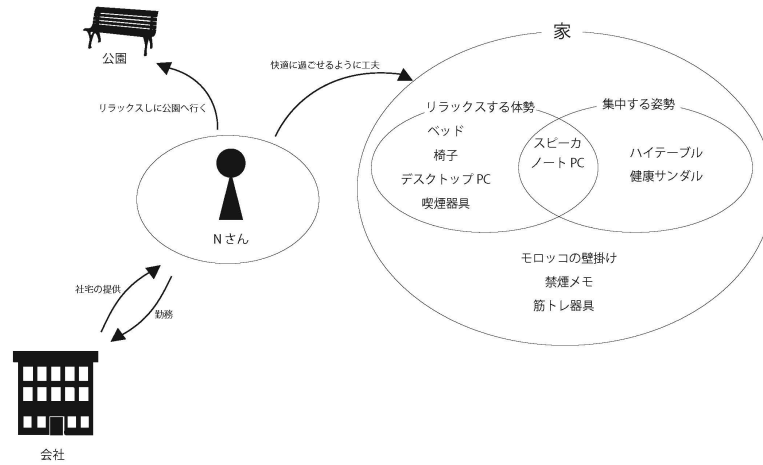 家
公園
快適に過ごせるように工夫
リラックスしに公園へ行く
リラックスする体勢
集中する姿勢
ベッド
椅子
デスクトップ PC
喫煙器具
スピーカ
ノート PC
ハイテーブル
健康サンダル
N さん
モロッコの壁掛け
禁煙メモ
筋トレ器具
社宅の提供
勤務
会社